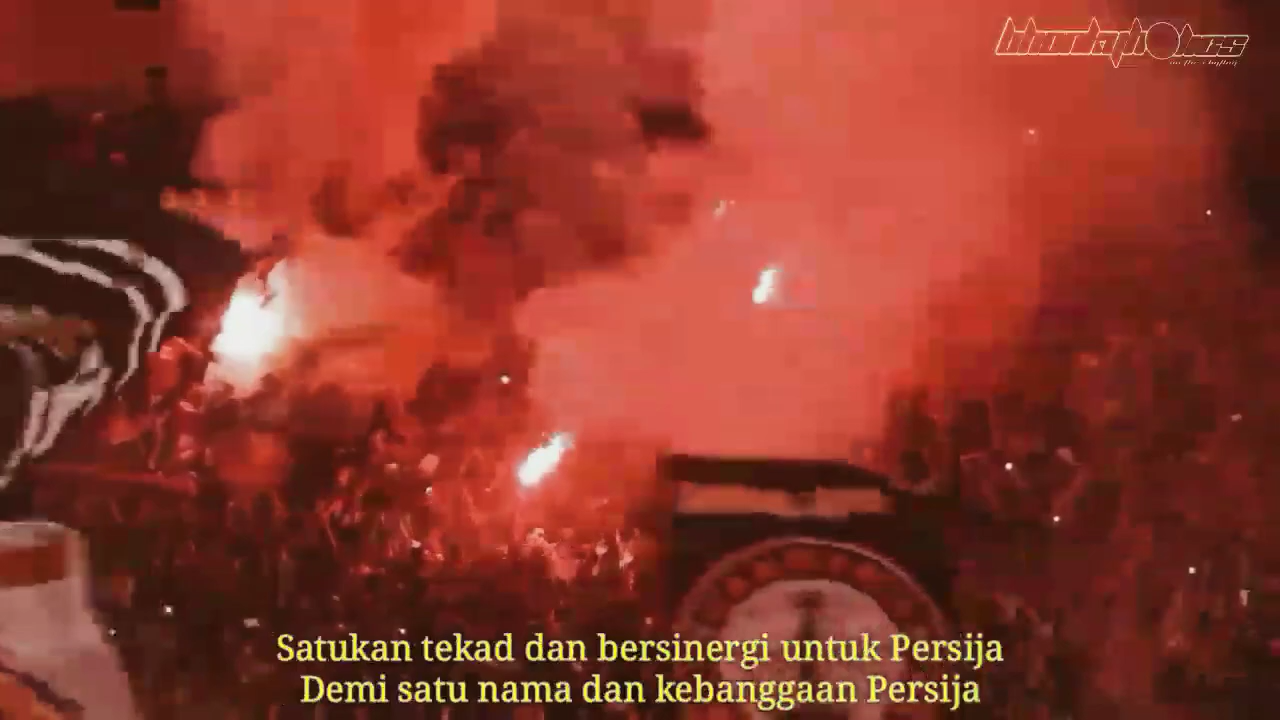 Satukan tekad dan bersinergi untuk Persija
Demi satu nama dan kebanggaan Persija